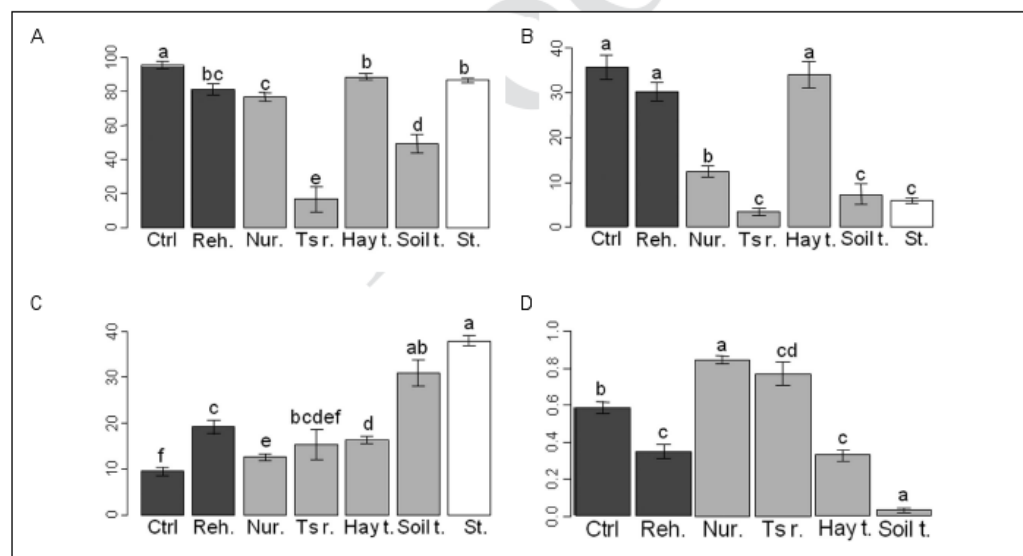 A
a
bc
c
e
b
d
b
0 20 40 60 80 100
Ctrl Reh. Nur. Ts r. Hay t. Soil t. St.
B
a
a
b
c
a
c
c
0 10 20 30 40
Ctrl Reh. Nur. Ts r. Hay t. Soil t. St.
C
f
c
e
bcdef
d
ab
a
0 10 20 30 40
Ctrl Reh. Nur. Ts r. Hay t. Soil t. St.
D
b
c
a
cd
c
a
0.0 0.2 0.4 0.6 0.8 1.0
Ctrl Reh. Nur. Ts r. Hay t. Soil t.